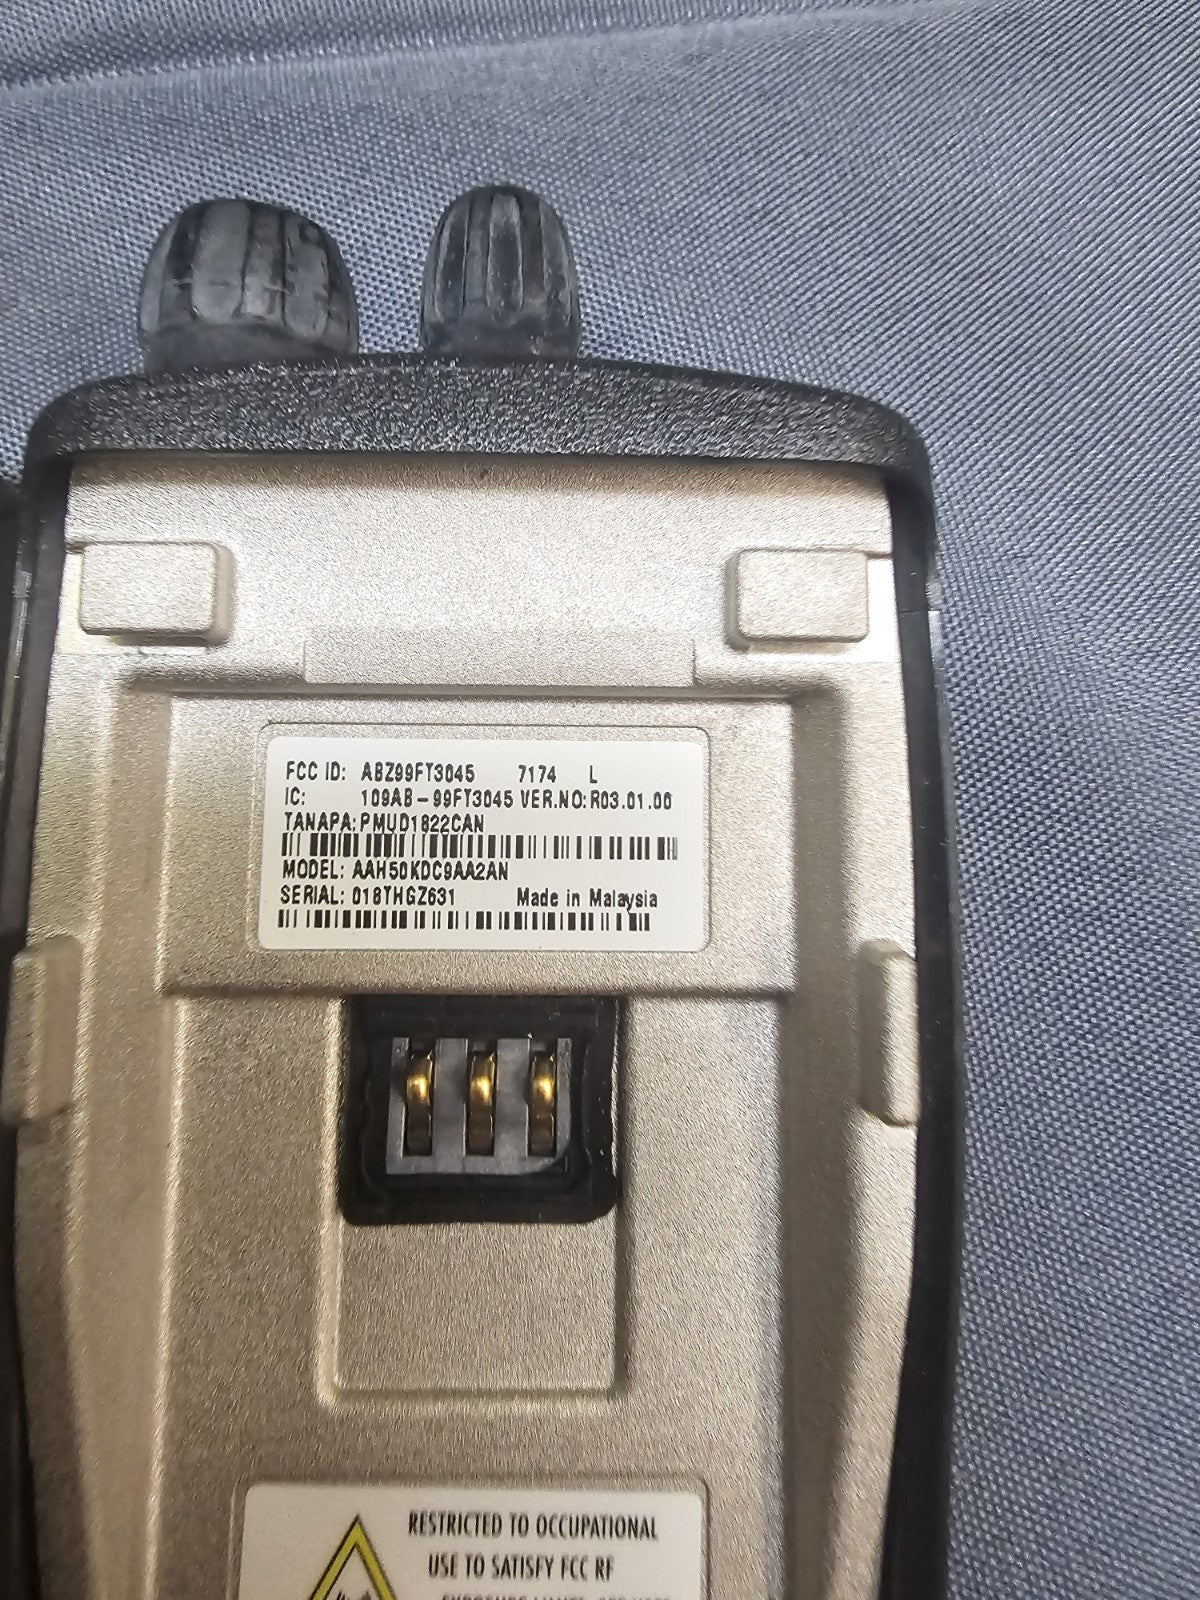 FCC ID: ABZ99FT3045 7174 L
IC: 109AB-99FT3045 VER.NO:R03.01.00
TANAPA:PMUD1822CAN
MODEL: AAH50KDC9AA2AN
SERIAL: 018THGZ631 Made in Malaysia
RESTRICTED TO OCCUPATIONAL
USE TO SATISFY FCC RF